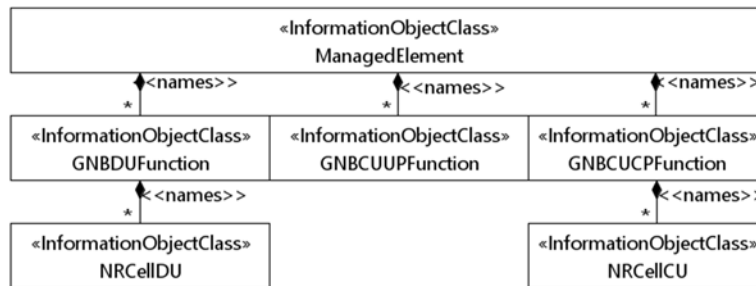 «InformationObjectClass»
ManagedElement
<<names>>
<<names>>
<<names>>
*
*
*
«InformationObjectClass»
GNBDUFunction
«InformationObjectClass»
GNBCUUPFunction
«InformationObjectClass»
GNBCUCPFunction
<<names>>
<<names>>
*
*
«InformationObjectClass»
NRCellDU
«InformationObjectClass»
NRCellCU